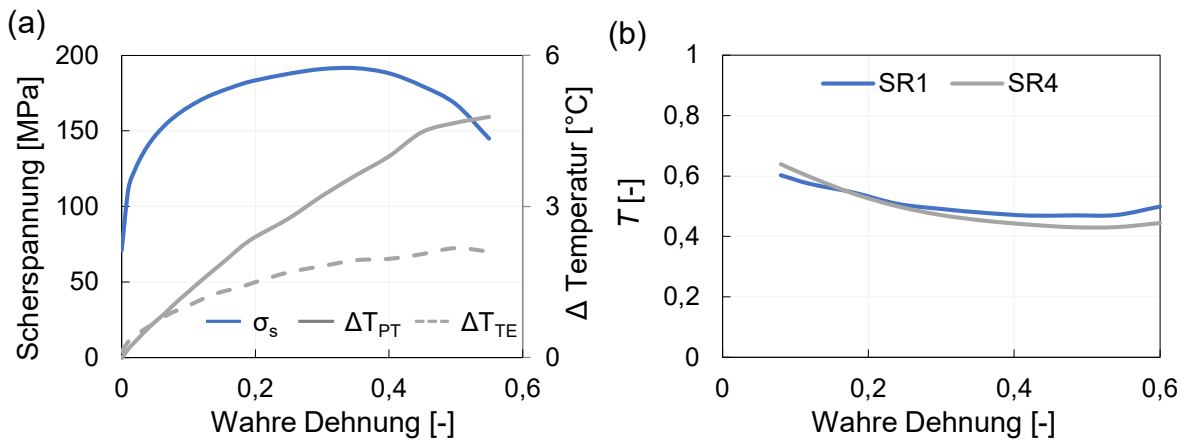 (a)
Scherspannung [MPa]
200
150
100
50
0
0
0,2
0,4
0,6
Wahre Dehnung [-]
6
3
0
Δ Temperatur [°C]
σs
ΔTPT
ΔTTE
(b)
T [-]
1
0,8
0,6
0,4
0,2
0
0
0,2
0,4
0,6
Wahre Dehnung [-]
SR1
SR4